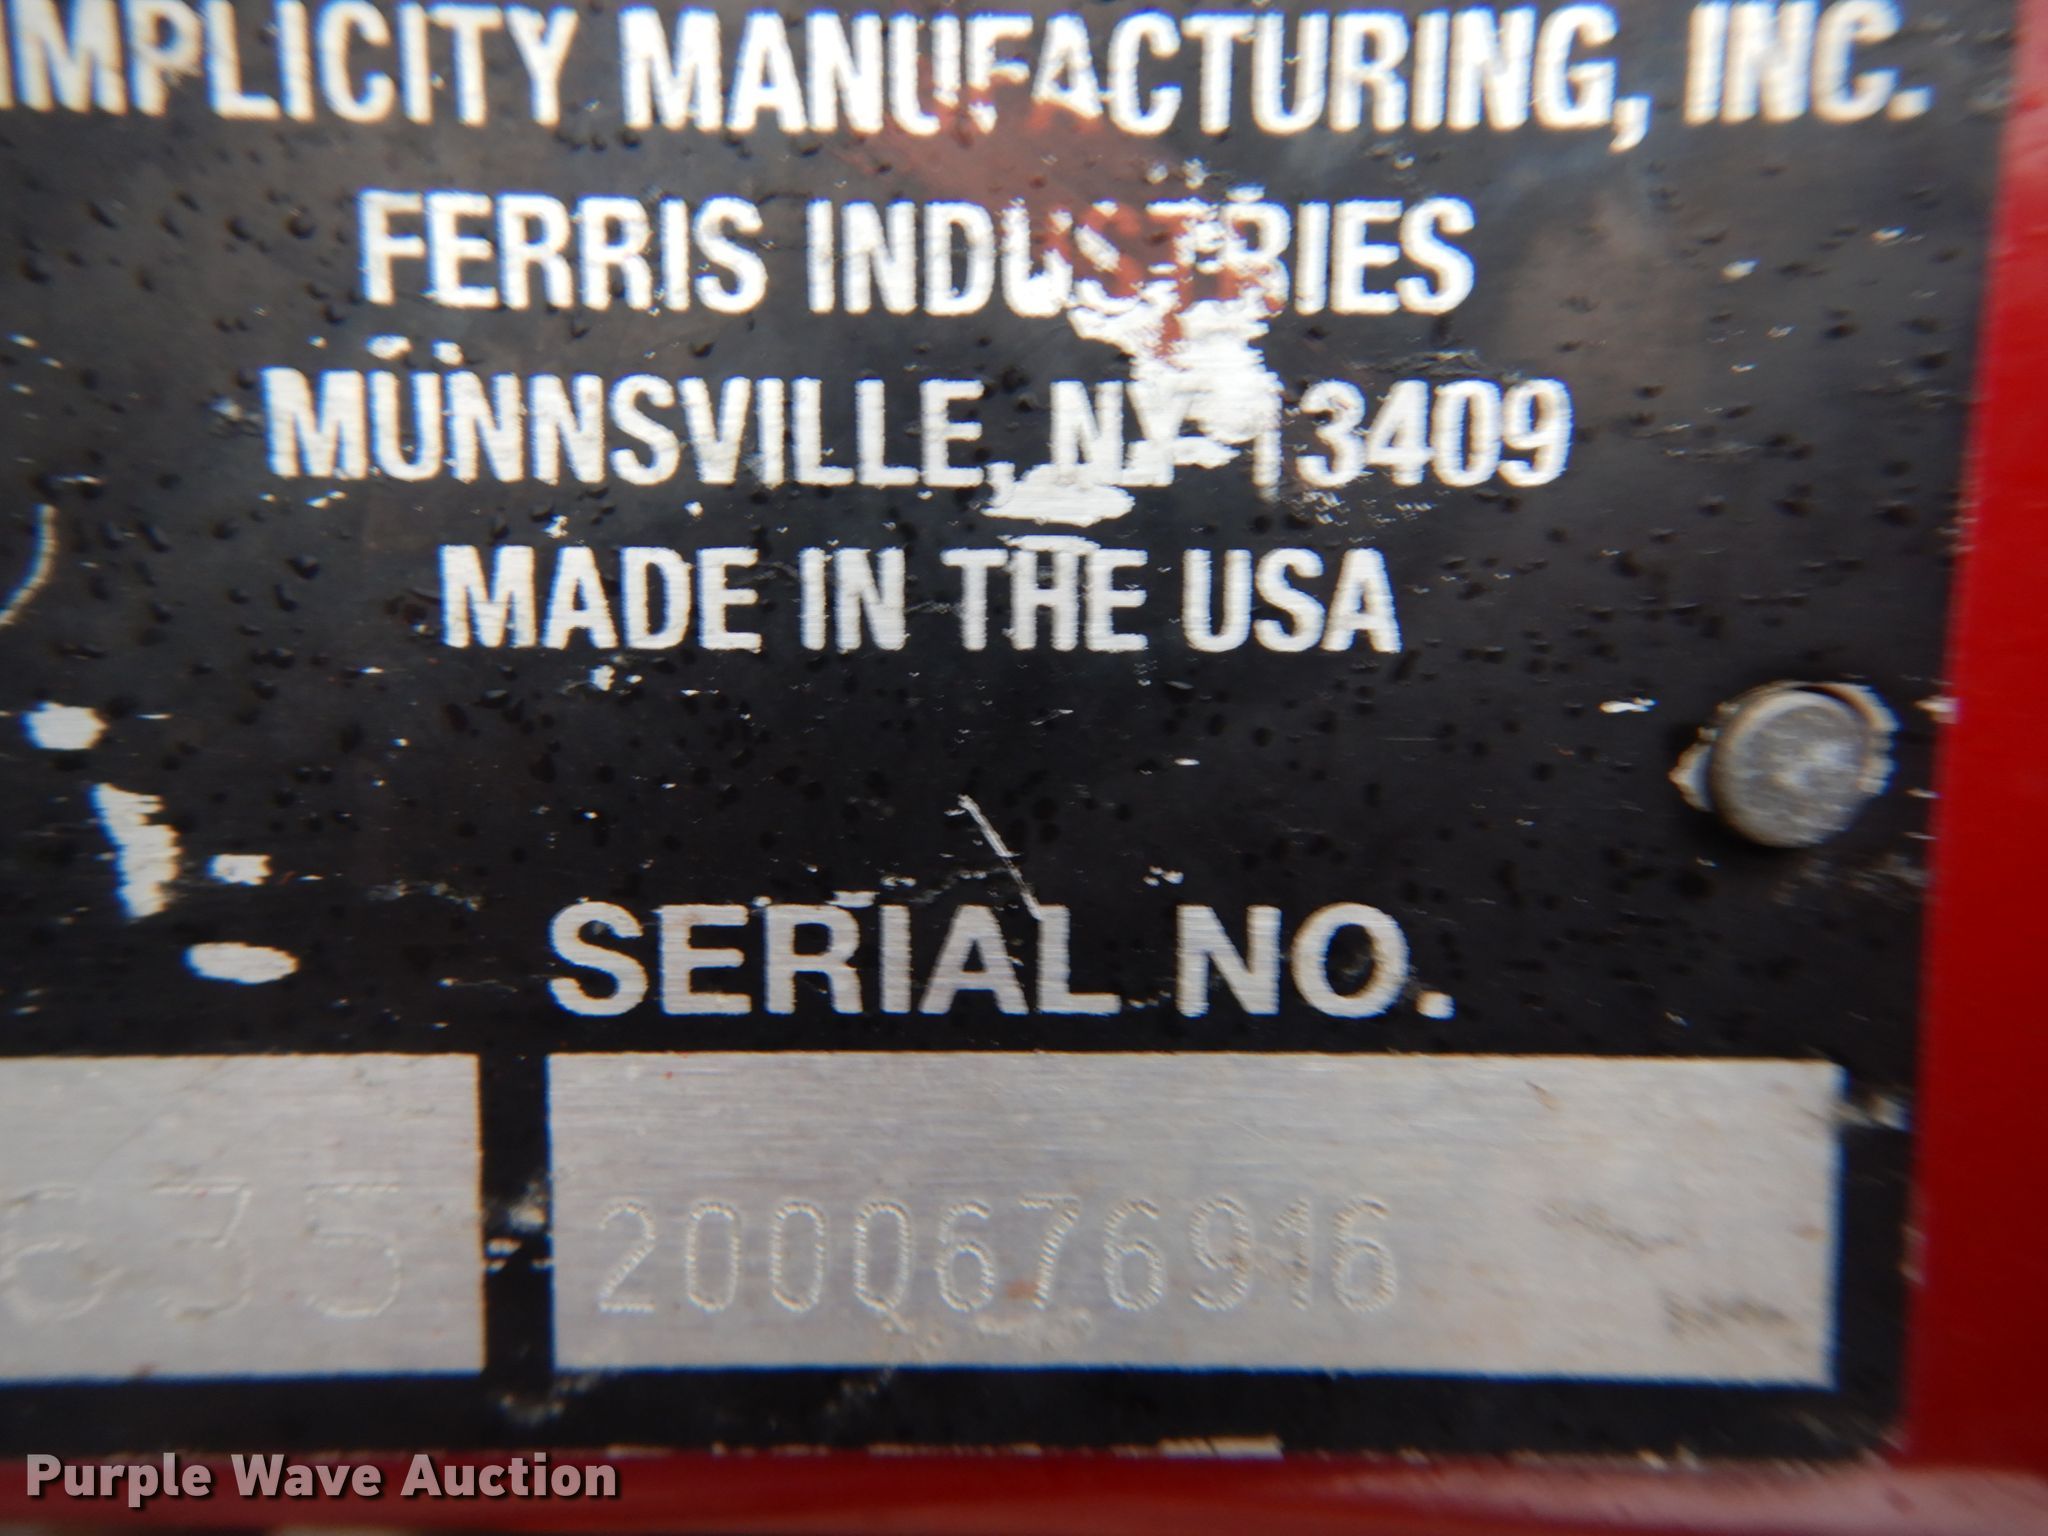 IMPLICITY MANUFACTURING, INC.
FERRIS INDUSTRIES
MUNNSVILLE, NY 13409
MADE IN THE USA
SERIAL NO.
2000676916
Purple Wave Auction